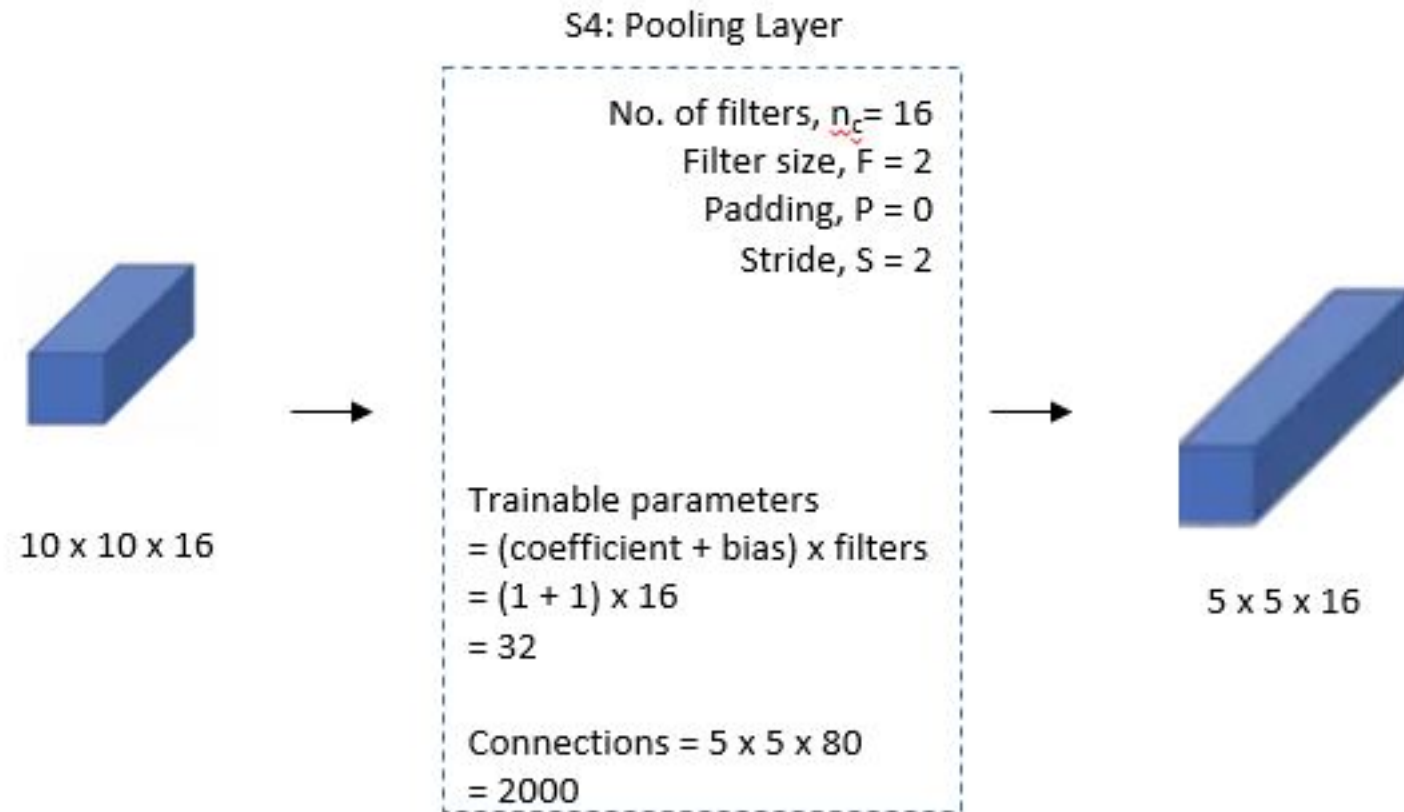 S4: Pooling Layer
No. of filters, nc= 16
Filter size, F = 2
Padding, P = 0
Stride, S = 2
10 x 10 x 16
Trainable parameters
= (coefficient + bias) x filters
= (1 + 1) x 16
= 32
5 x 5 x 16
Connections = 5 x 5 x 80
= 2000